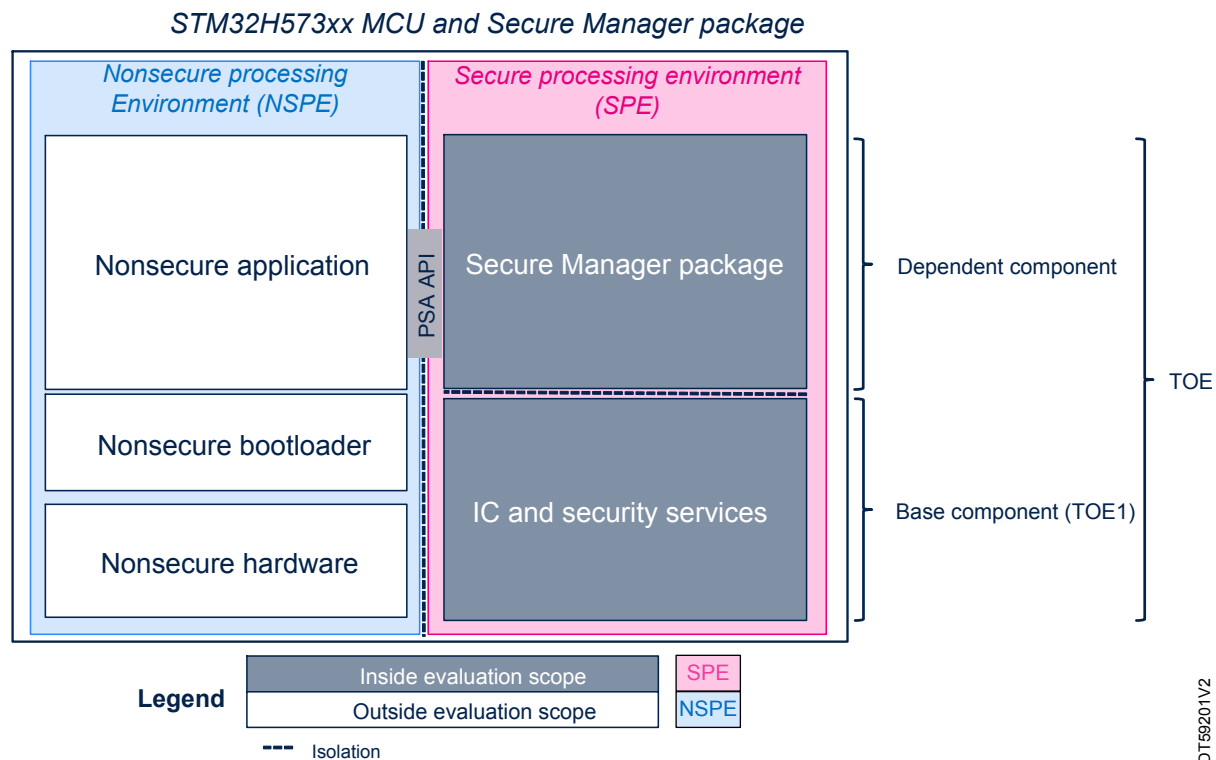 STM32H573xx MCU and Secure Manager package
Nonsecure processing
Environment (NSPE)
Secure processing environment
(SPE)
Nonsecure application
PSA API
Secure Manager package
Dependent component
TOE
Nonsecure bootloader
IC and security services
Base component (TOE1)
Nonsecure hardware
Legend
Inside evaluation scope
Outside evaluation scope
SPE
NSPE
Isolation
DT59201V2